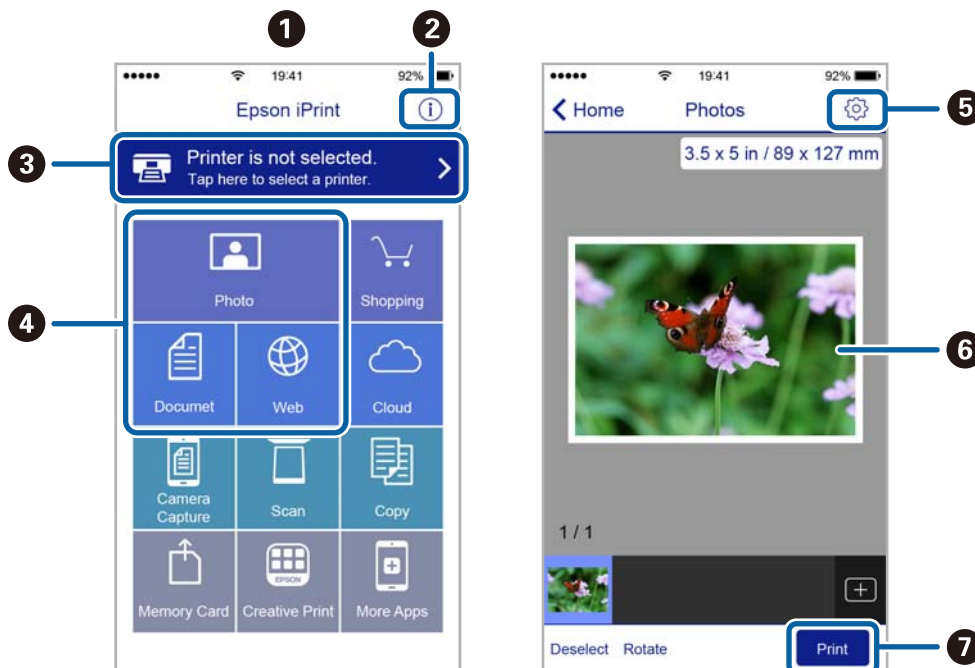 1
2
19:41
92%
Epson iPrint
3
Printer is not selected.
Tap here to select a printer.
4
Photo
Shopping
Documet
Web
Cloud
Camera
Capture
Scan
Copy
EPSON
Memory Card
Creative Print
More Apps
19:41
92%
Home
Photos
5
3.5 x 5 in / 89 x 127 mm
6
1 / 1
Deselect
Rotate
Print
7